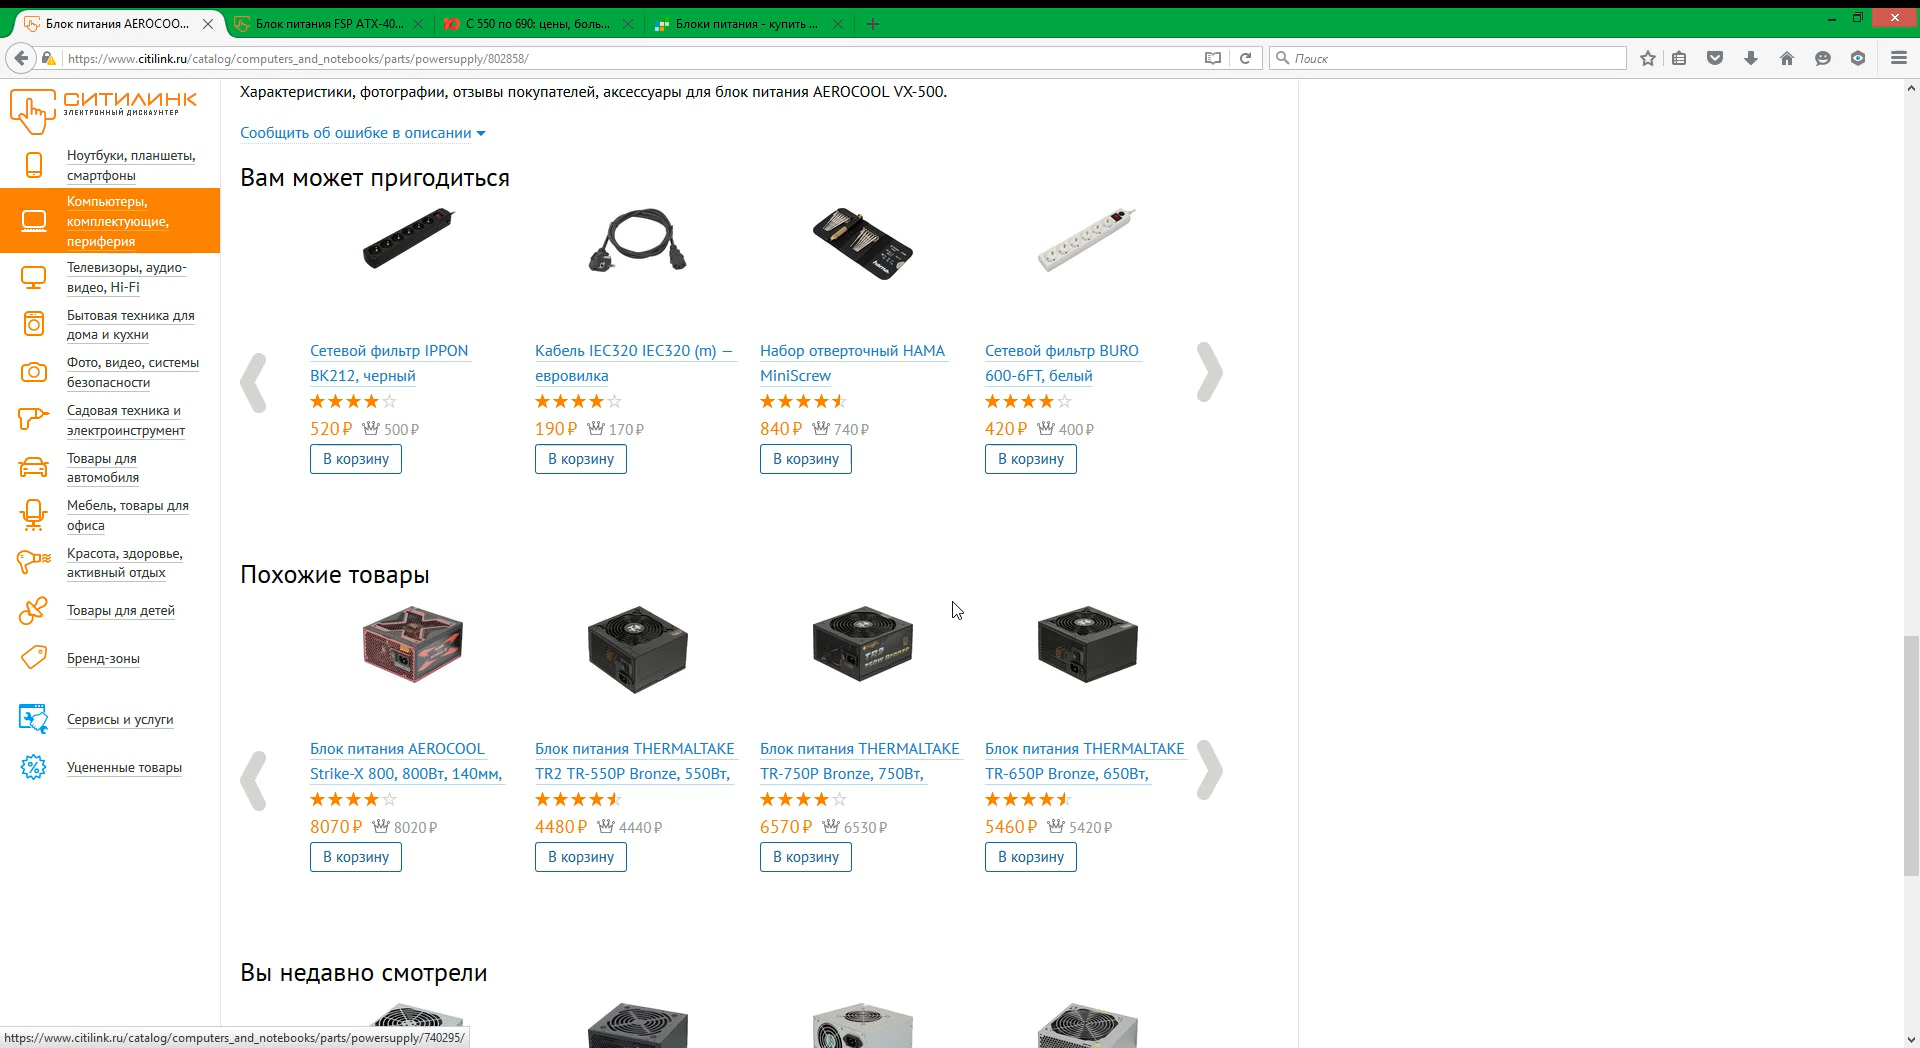 Блок питания AEROCOO...
Блок питания FSP ATX-40...
С 550 по 690: цены, боль...
Блоки питания - купить ...
https://www.citilink.ru/catalog/computers_and_notebooks/parts/powersupply/802858/
Поиск
СИТИЛИНК
ЭЛЕКТРОННЫЙ ДИСКАУНТЕР
Ноутбуки, планшеты,
смартфоны
Компьютеры,
комплектующие,
периферия
Телевизоры, аудио-
видео, Hi-Fi
Бытовая техника для
дома и кухни
Фото, видео, системы
безопасности
Садовая техника и
электроинструмент
Товары для
автомобиля
Мебель, товары для
офиса
Красота, здоровье,
активный отдых
Товары для детей
Бренд-зоны
Сервисы и услуги
Уцененные товары
Характеристики, фотографии, отзывы покупателей, аксессуары для блок питания AEROCOOL VX-500.
Сообщить об ошибке в описании
Вам может пригодиться
Сетевой фильтр IPPON
BK212, черный
520 ₽ 500 ₽
В корзину
Кабель IEC320 IEC320 (m) —
евровилка
190 ₽ 170 ₽
В корзину
hama
Набор отверточный HAMA
MiniScrew
840 ₽ 740 ₽
В корзину
Сетевой фильтр BURO
600-6FT, белый
420 ₽ 400 ₽
В корзину
Похожие товары
Блок питания AEROCOOL
Strike-X 800, 800Вт, 140мм,
8070 ₽ 8020 ₽
В корзину
Блок питания THERMALTAKE
TR2 TR-550P Bronze, 550Вт,
4480 ₽ 4440 ₽
В корзину
TR2
750W Bronze
Блок питания THERMALTAKE
TR-750P Bronze, 750Вт,
6570 ₽ 6530 ₽
В корзину
Блок питания THERMALTAKE
TR-650P Bronze, 650Вт,
5460 ₽ 5420 ₽
В корзину
Вы недавно смотрели
https://www.citilink.ru/catalog/computers_and_notebooks/parts/powersupply/740295/